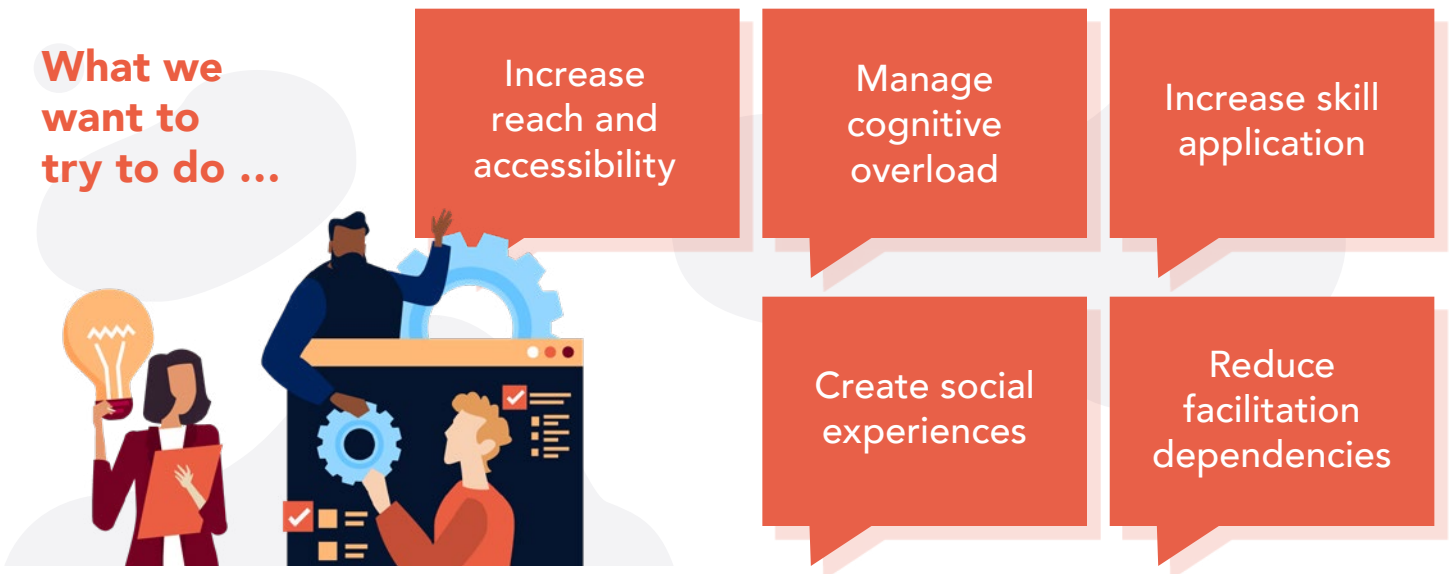 What we
want to
try to do ...
Increase
reach and
accessibility
Manage
cognitive
overload
Increase skill
application
Create social
experiences
Reduce
facilitation
dependencies